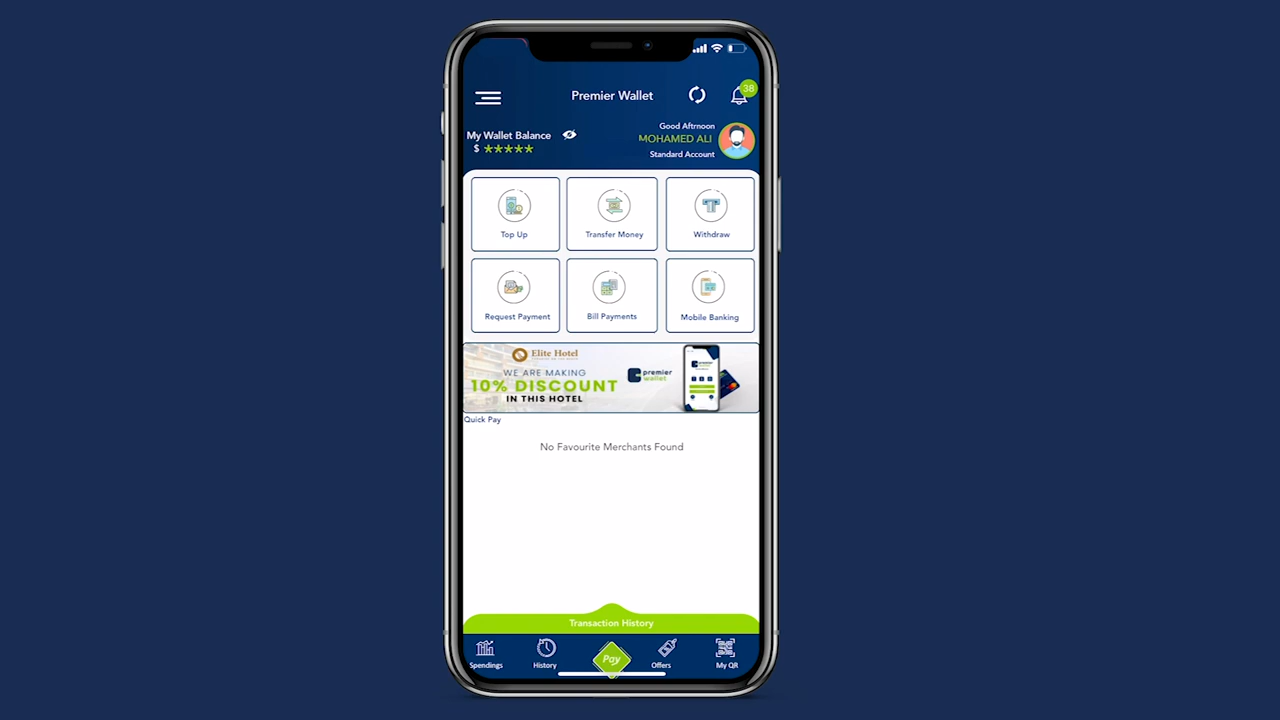 Premier Wallet
38
My Wallet Balance
$ *****
Good Aftrnoon
MOHAMED ALI
Standard Account
Top Up
Transfer Money
Withdraw
Request Payment
Bill Payments
Mobile Banking
Elite Hotel
WE ARE MAKING
10% DISCOUNT
IN THIS HOTEL
premier
wallet
Quick Pay
No Favourite Merchants Found
Transaction History
Spendings
History
Pay
Offers
My QR